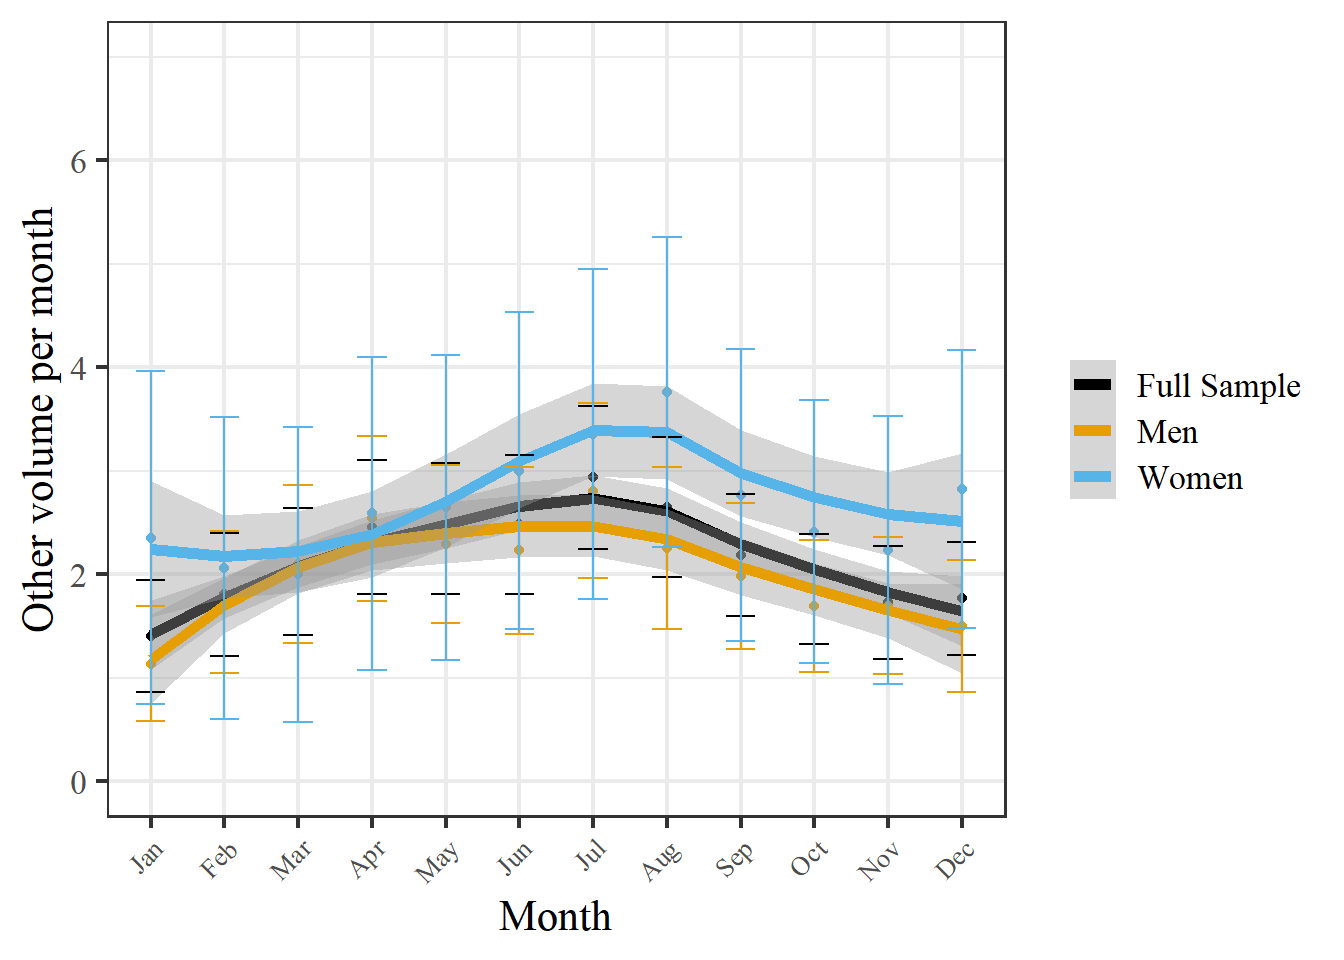 Other volume per month
6
4
2
0
Jan
Feb
Mar
Apr
May
Jun
Jul
Aug
Sep
Oct
Nov
Dec
Month
Full Sample
Men
Women